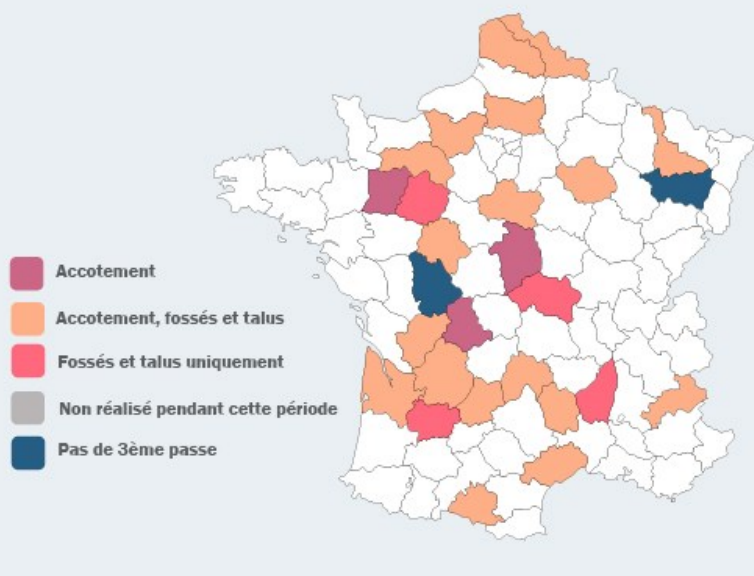 Accotement
Accotement, fossés et talus
Fossés et talus uniquement
Non réalisé pendant cette période
Pas de 3ème passe